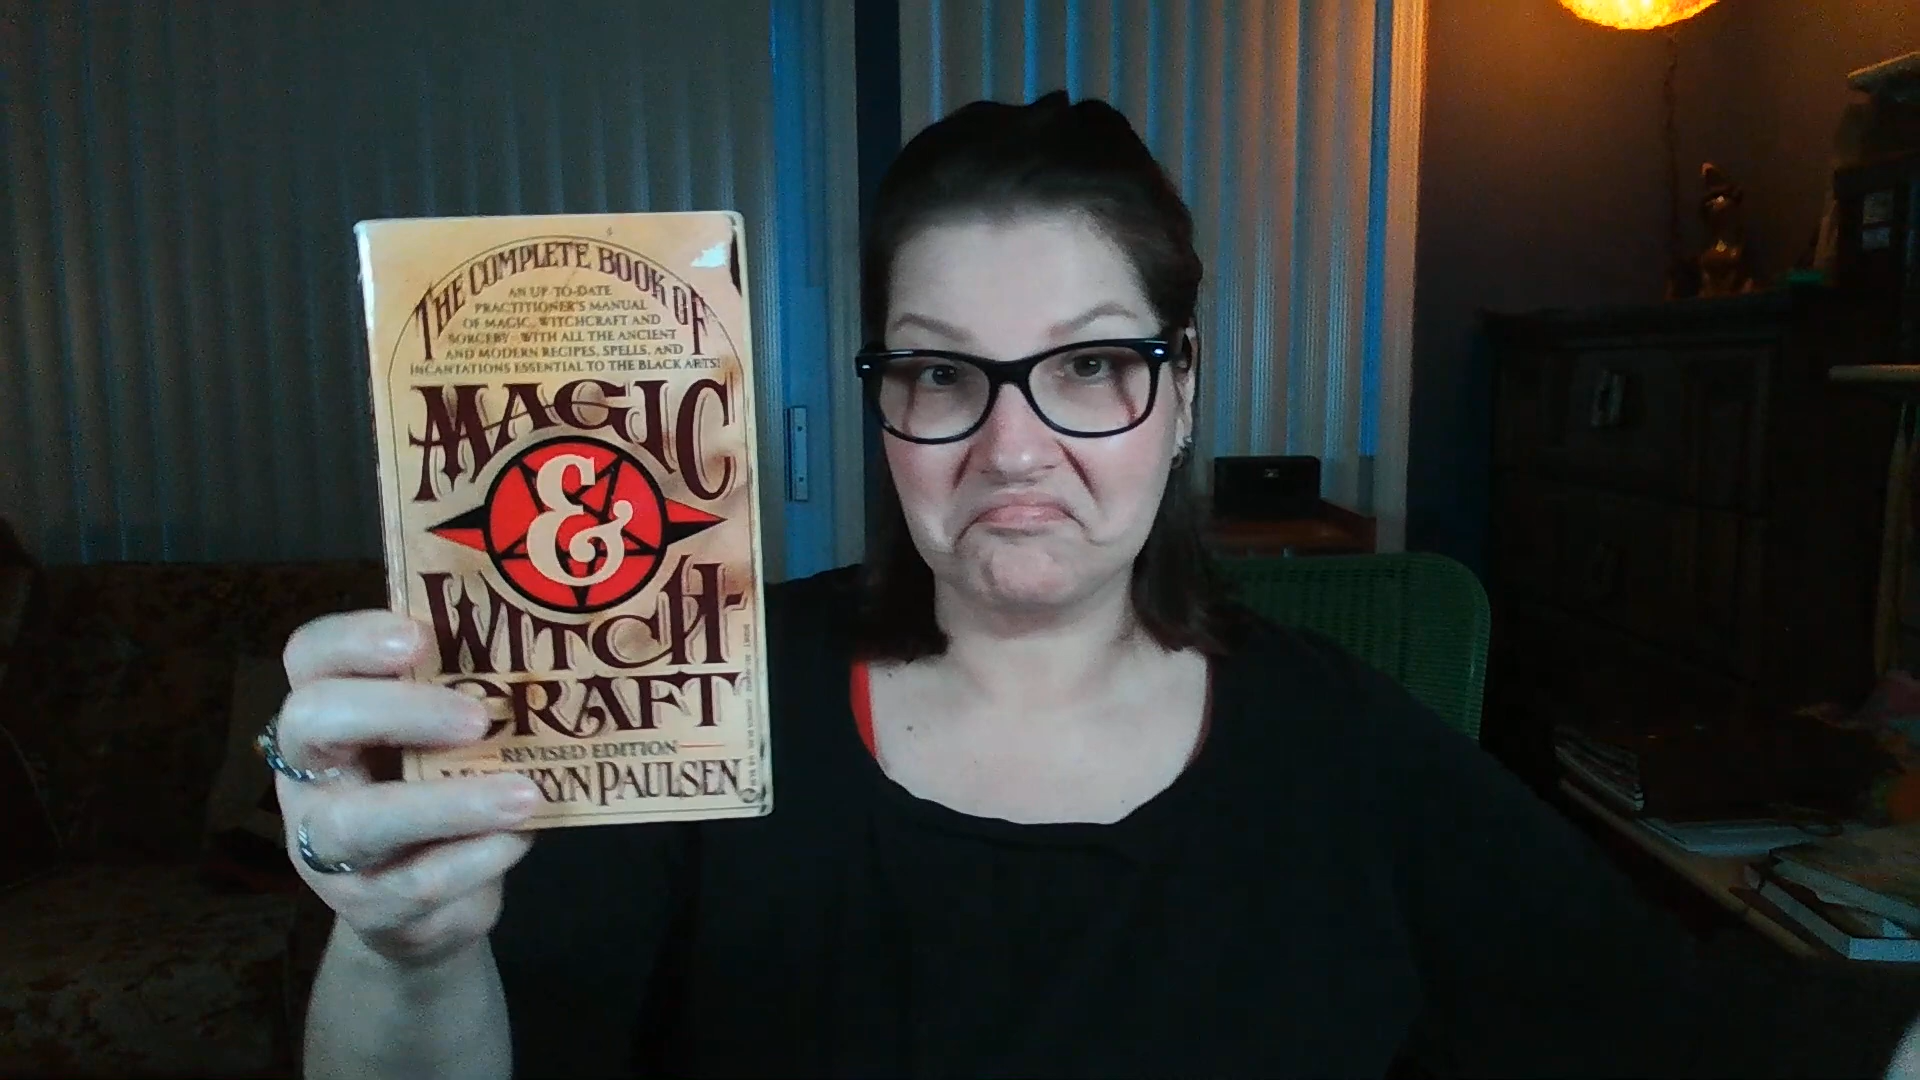 THE COMPLETE BOOK OF
AN UP-TO-DATE
PRACTITIONER'S MANUAL
OF MAGIC, WITCHCRAFT AND
SORCERY-WITH ALL THE ANCIENT
AND MODERN RECIPES, SPELLS, AND
INCANTATIONS ESSENTIAL TO THE BLACK ARTS!
MAGIC
&
WITCH-
CRAFT
REVISED EDITION
PAULSEN